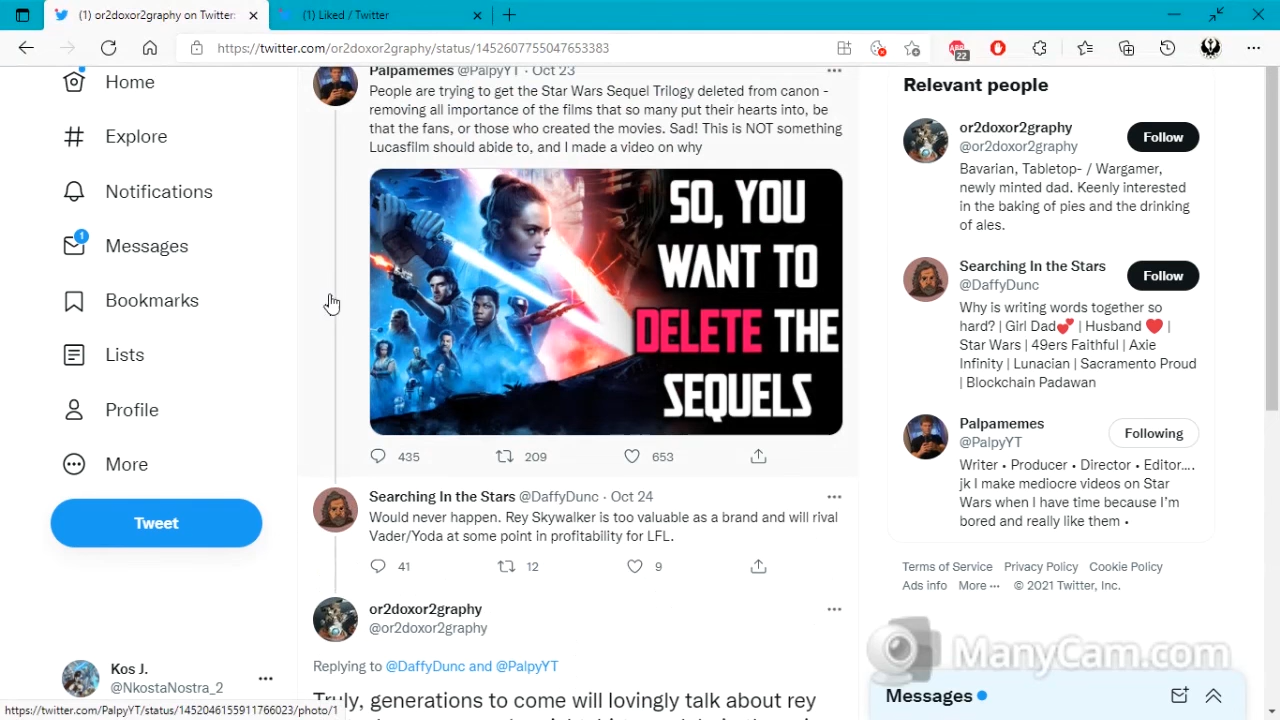 (1) or2doxor2graphy on Twitter:
(1) Liked / Twitter
https://twitter.com/or2doxor2graphy/status/1452607755047653383
22
Home
Explore
Notifications
1
Messages
Bookmarks
Lists
Profile
More
Tweet
Kos J.
@NkostaNostra_2
https://twitter.com/PalpyYT/status/1452046155911766023/photo/1
Palpamemes @PalpyYT · Oct 23
People are trying to get the Star Wars Sequel Trilogy deleted from canon -
removing all importance of the films that so many put their hearts into, be
that the fans, or those who created the movies. Sad! This is NOT something
Lucasfilm should abide to, and I made a video on why
SO, YOU
WANT TO
DELETE THE
SEQUELS
435 209 653
Searching In the Stars @DaffyDunc · Oct 24
Would never happen. Rey Skywalker is too valuable as a brand and will rival
Vader/Yoda at some point in profitability for LFL.
41 12 9
or2doxor2graphy
@or2doxor2graphy
Replying to @DaffyDunc and @PalpyYT
Truly, generations to come will lovingly talk about rey
Relevant people
or2doxor2graphy
@or2doxor2graphy
Follow
Bavarian, Tabletop- / Wargamer,
newly minted dad. Keenly interested
in the baking of pies and the drinking
of ales.
Searching In the Stars
@DaffyDunc
Follow
Why is writing words together so
hard? | Girl Dad💕 | Husband ❤️ |
Star Wars | 49ers Faithful | Axie
Infinity | Lunacian | Sacramento Proud
| Blockchain Padawan
Palpamemes
@PalpyYT
Following
Writer • Producer • Director • Editor....
jk I make mediocre videos on Star
Wars when I have time because I'm
bored and really like them •
Terms of Service Privacy Policy Cookie Policy
Ads info More ··· © 2021 Twitter, Inc.
ManyCam.com
Messages